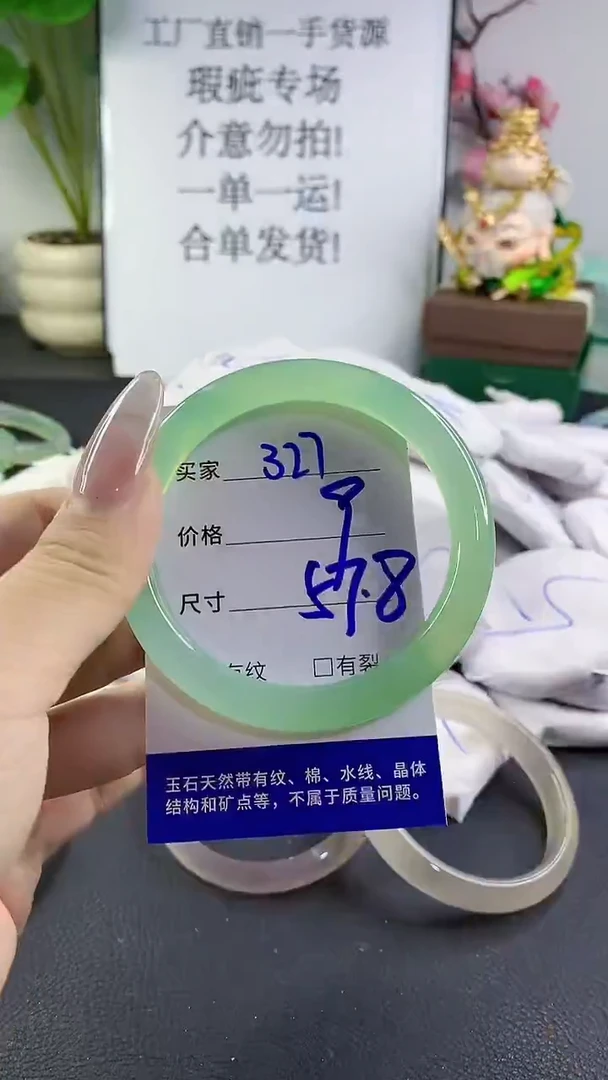 工厂直销一手货源
瑕疵专场
介意勿拍!
一单一运!
合单发货!
买家 327
价格
尺寸 57.8
有纹 □有裂
玉石天然带有纹、棉、水线、晶体
结构和矿点等，不属于质量问题。